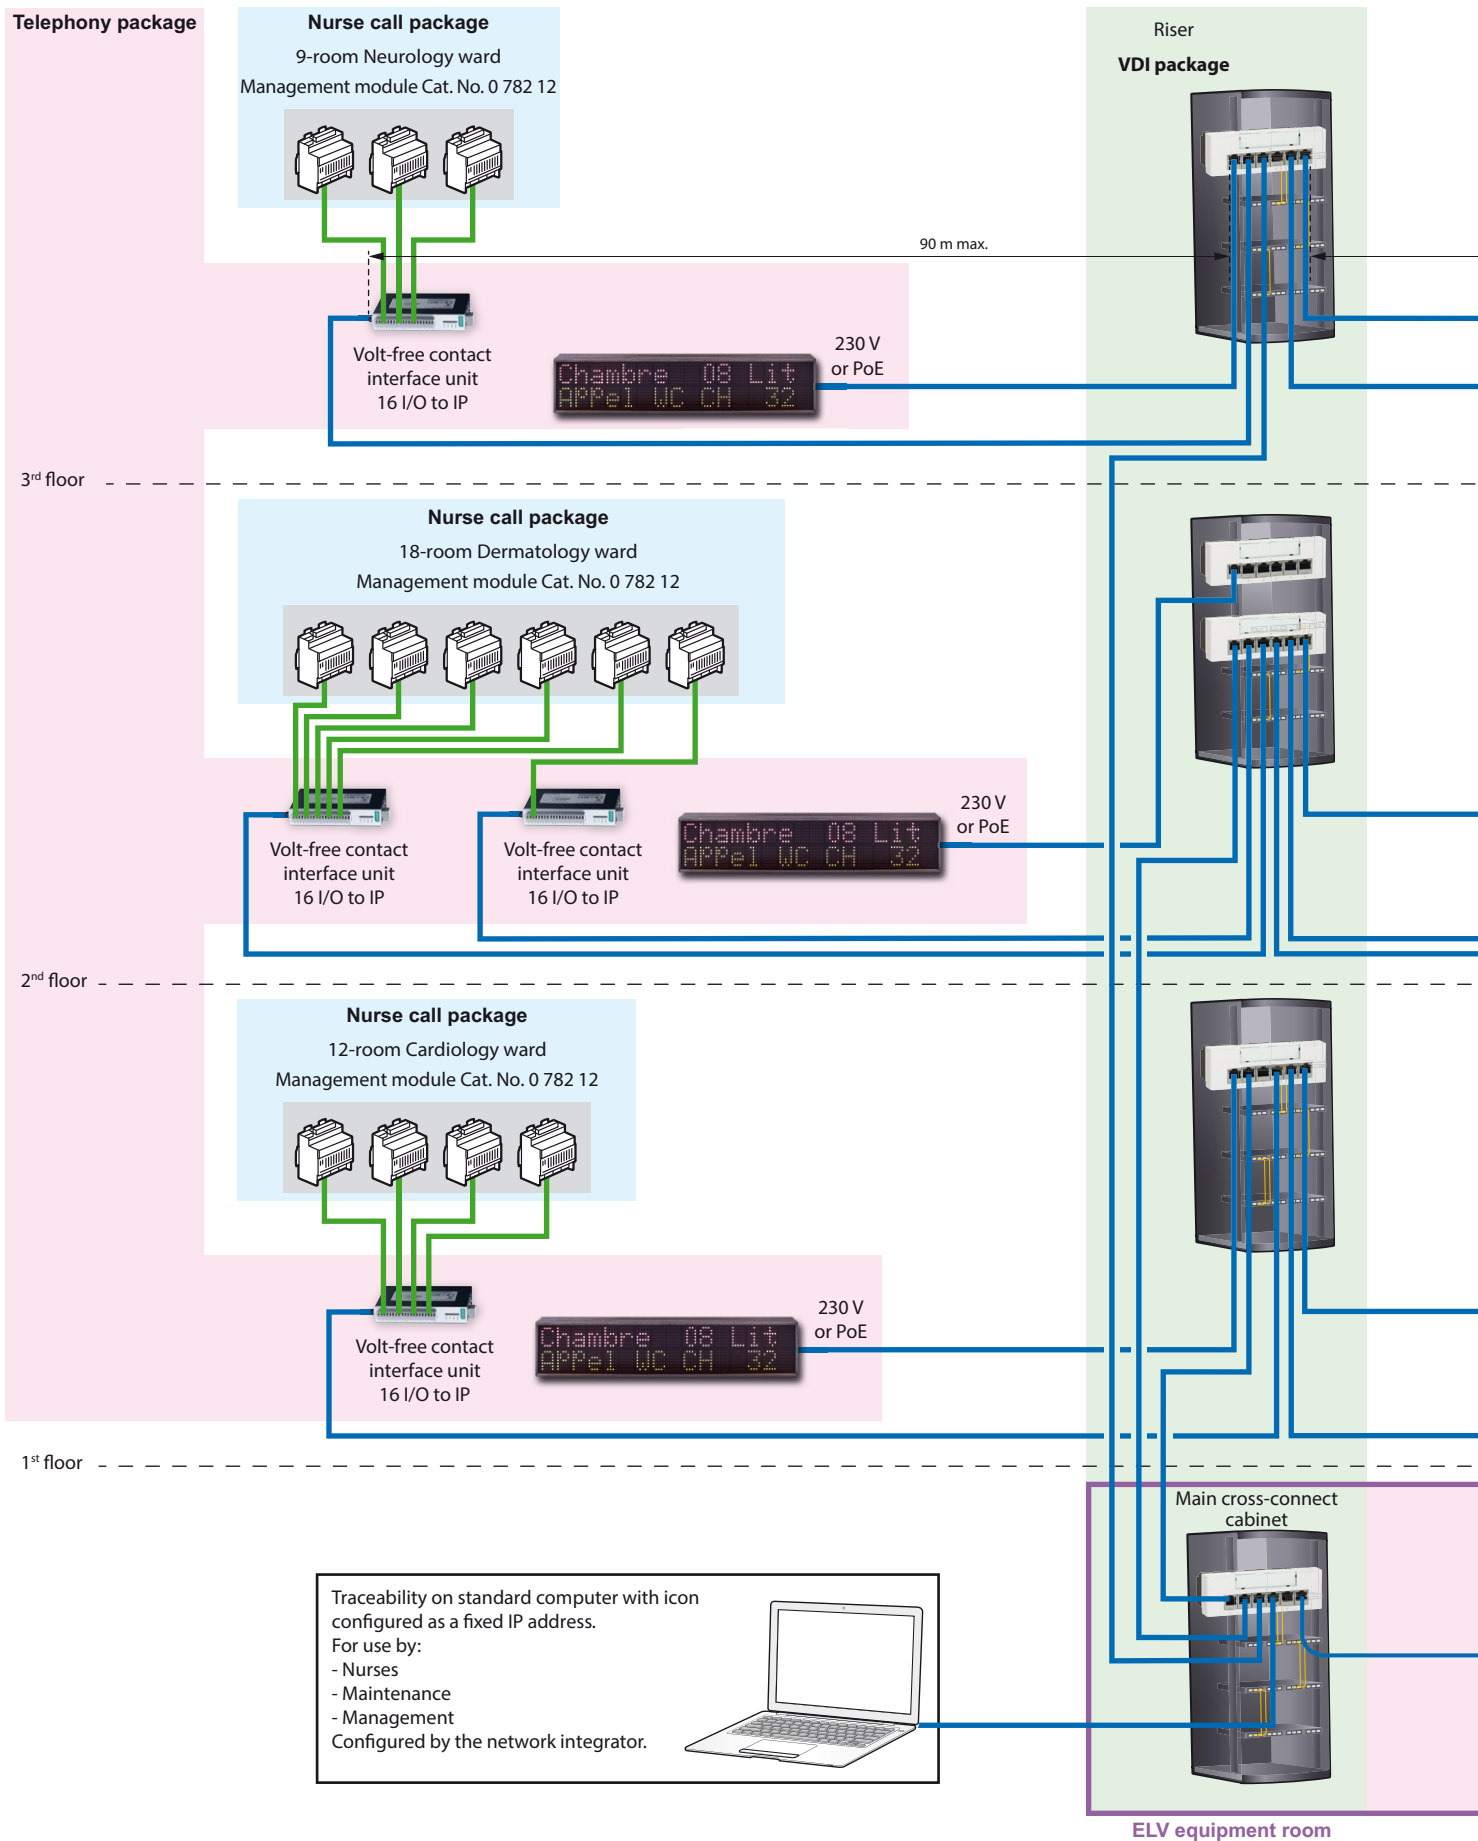 Telephony package
Nurse call package
9-room Neurology ward
Management module Cat. No. 0 782 12
Riser
VDI package
90 m max.
Volt-free contact
interface unit
16 I/O to IP
Chambre 08 Lit
APPel WC CH 32
230 V
or PoE
3rd floor
Nurse call package
18-room Dermatology ward
Management module Cat. No. 0 782 12
Volt-free contact
interface unit
16 I/O to IP
Volt-free contact
interface unit
16 I/O to IP
Chambre 08 Lit
APPel WC CH 32
230 V
or PoE
2nd floor
Nurse call package
12-room Cardiology ward
Management module Cat. No. 0 782 12
Volt-free contact
interface unit
16 I/O to IP
Chambre 08 Lit
APPel WC CH 32
230 V
or PoE
1st floor
Main cross-connect
cabinet
Traceability on standard computer with icon
configured as a fixed IP address.
For use by:
- Nurses
- Maintenance
- Management
Configured by the network integrator.
ELV equipment room